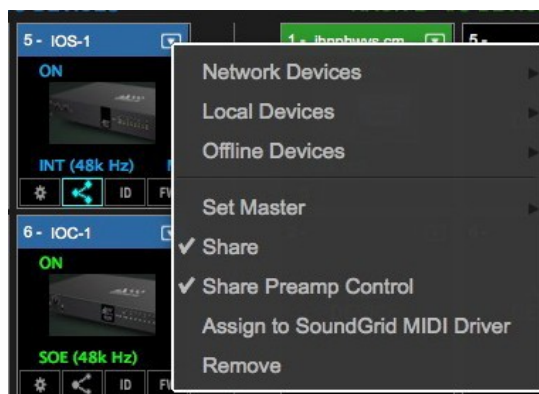 5 - IOS-1
ON
INT (48k Hz)
ID
6 - IOC-1
ON
SOE (48k Hz)
ID
5 -
Network Devices
Local Devices
Offline Devices
Set Master
✔ Share
✔ Share Preamp Control
Assign to SoundGrid MIDI Driver
Remove